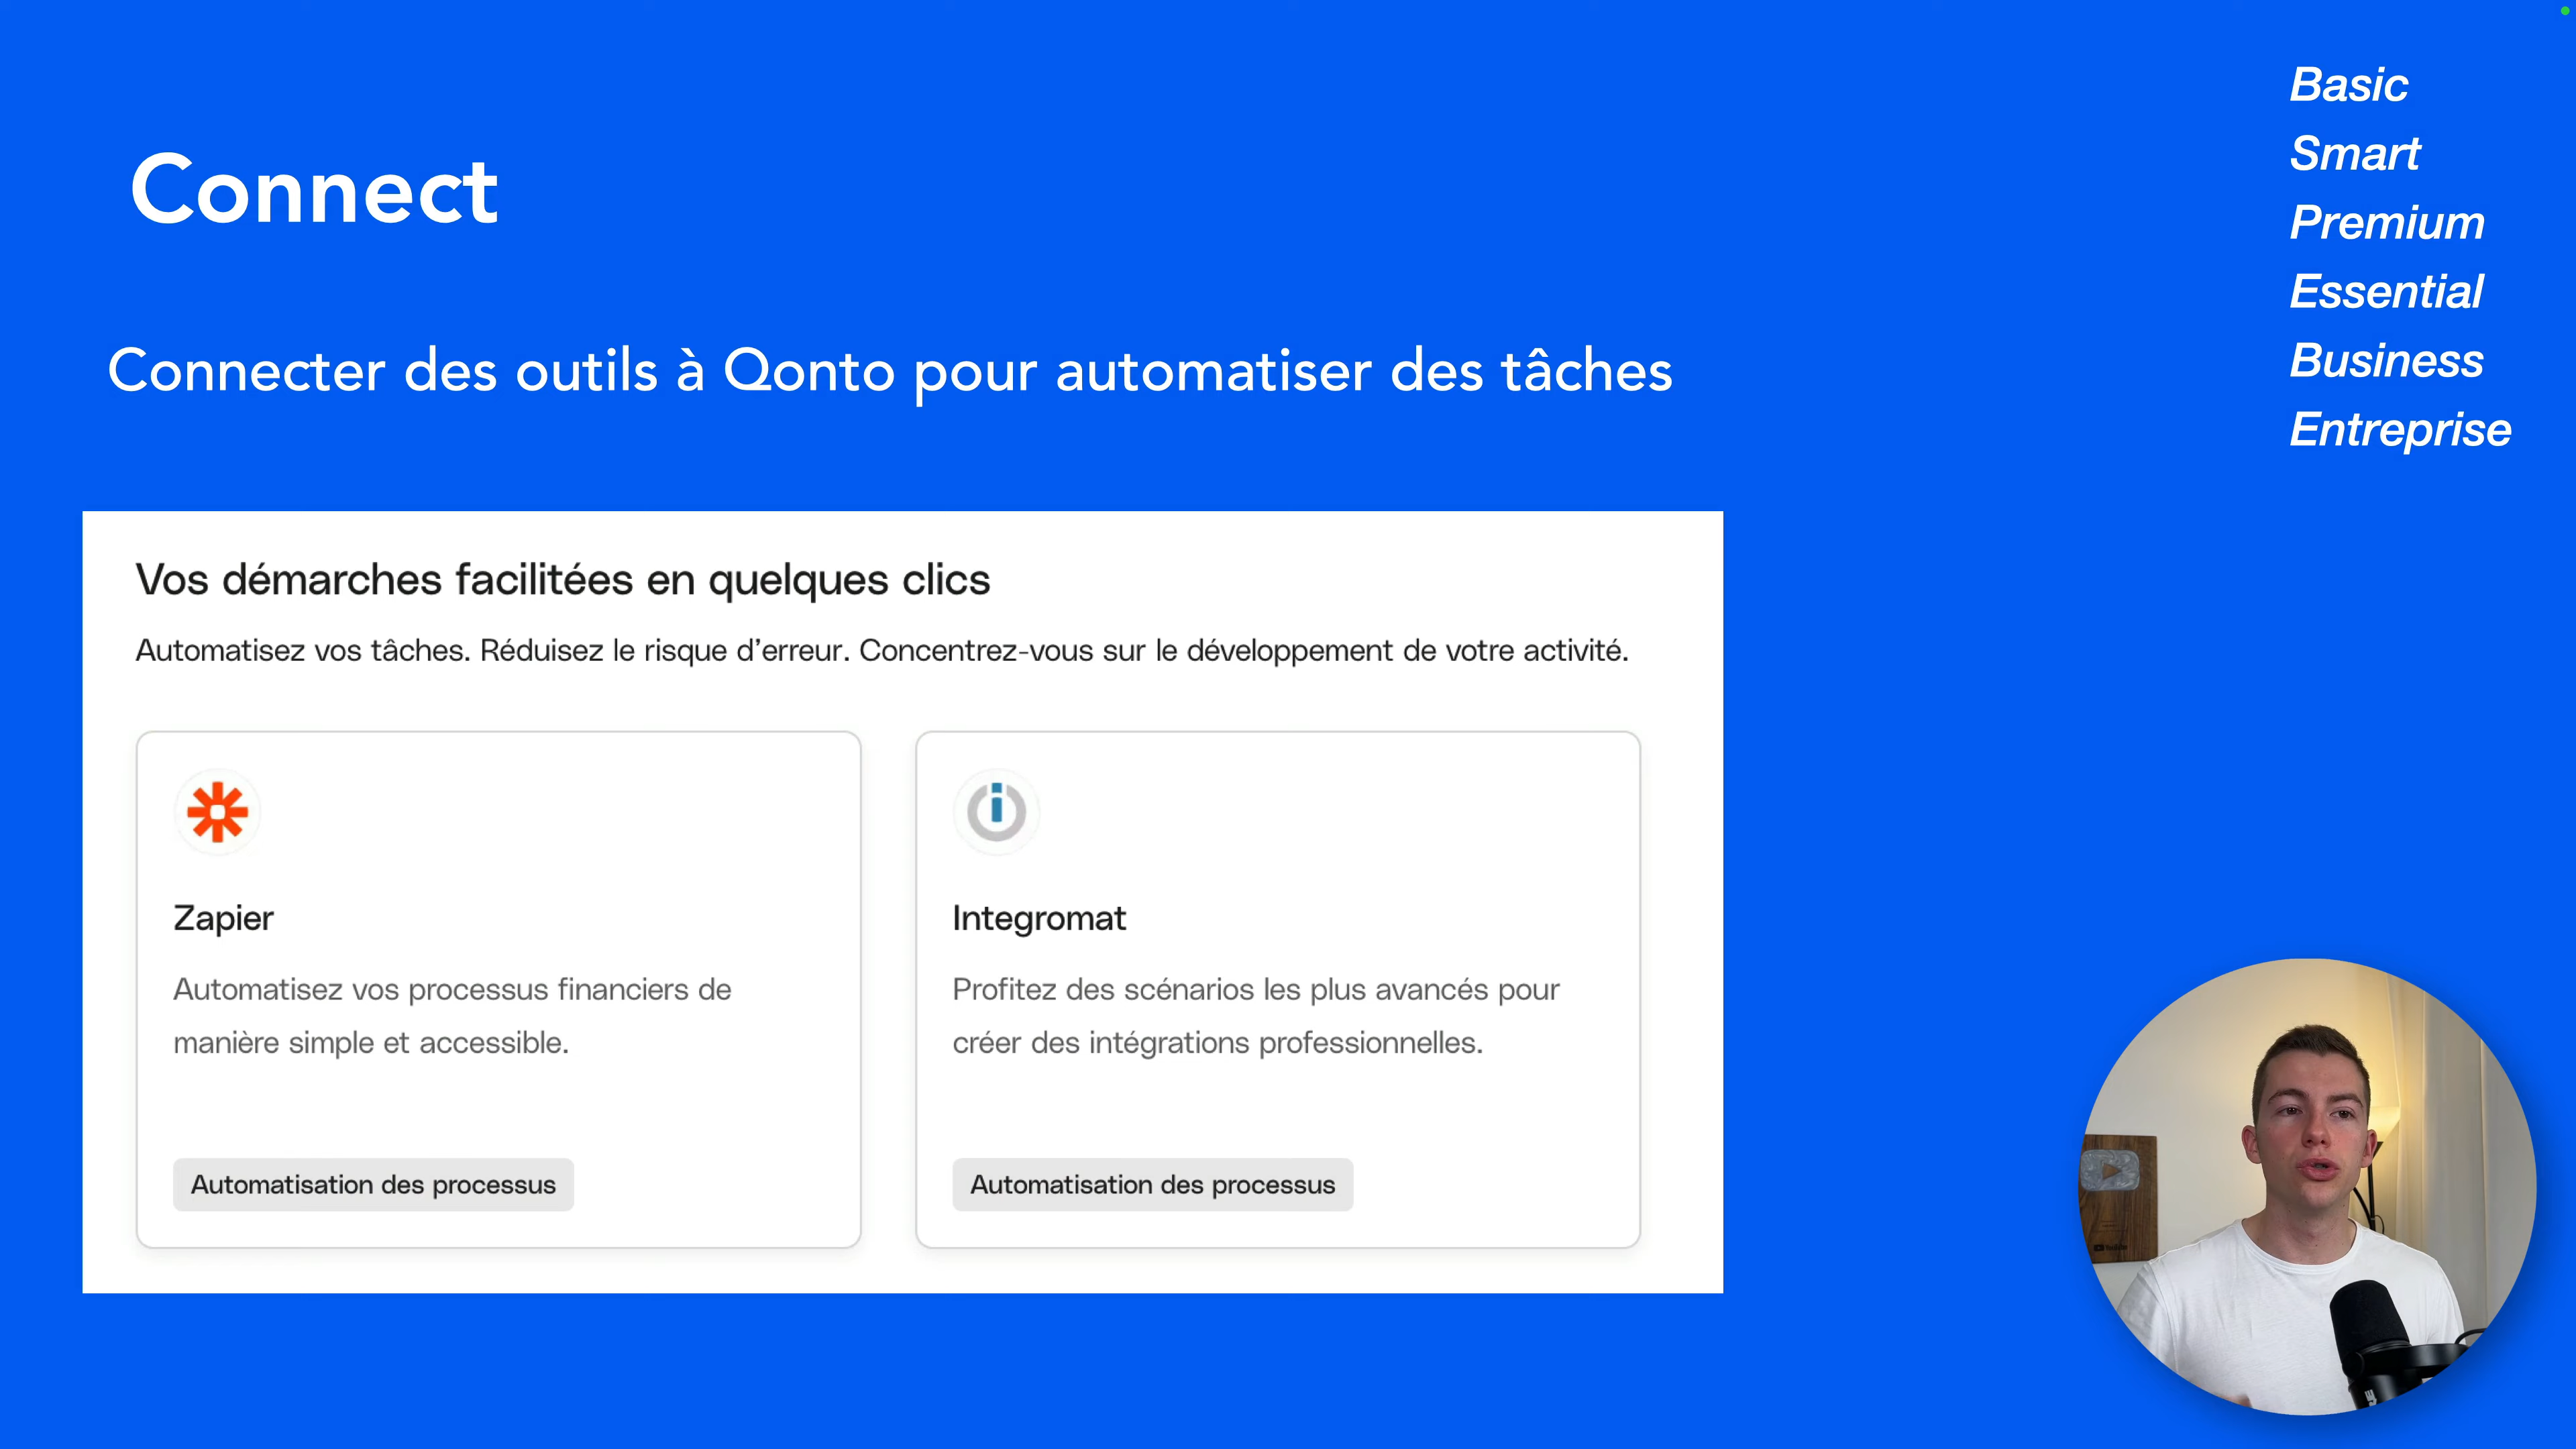 Connect
Connecter des outils à Qonto pour automatiser des tâches
Basic
Smart
Premium
Essential
Business
Entreprise
Vos démarches facilitées en quelques clics
Automatisez vos tâches. Réduisez le risque d’erreur. Concentrez-vous sur le développement de votre activité.
Zapier
Automatisez vos processus financiers de
manière simple et accessible.
Automatisation des processus
Integromat
Profitez des scénarios les plus avancés pour
créer des intégrations professionnelles.
Automatisation des processus